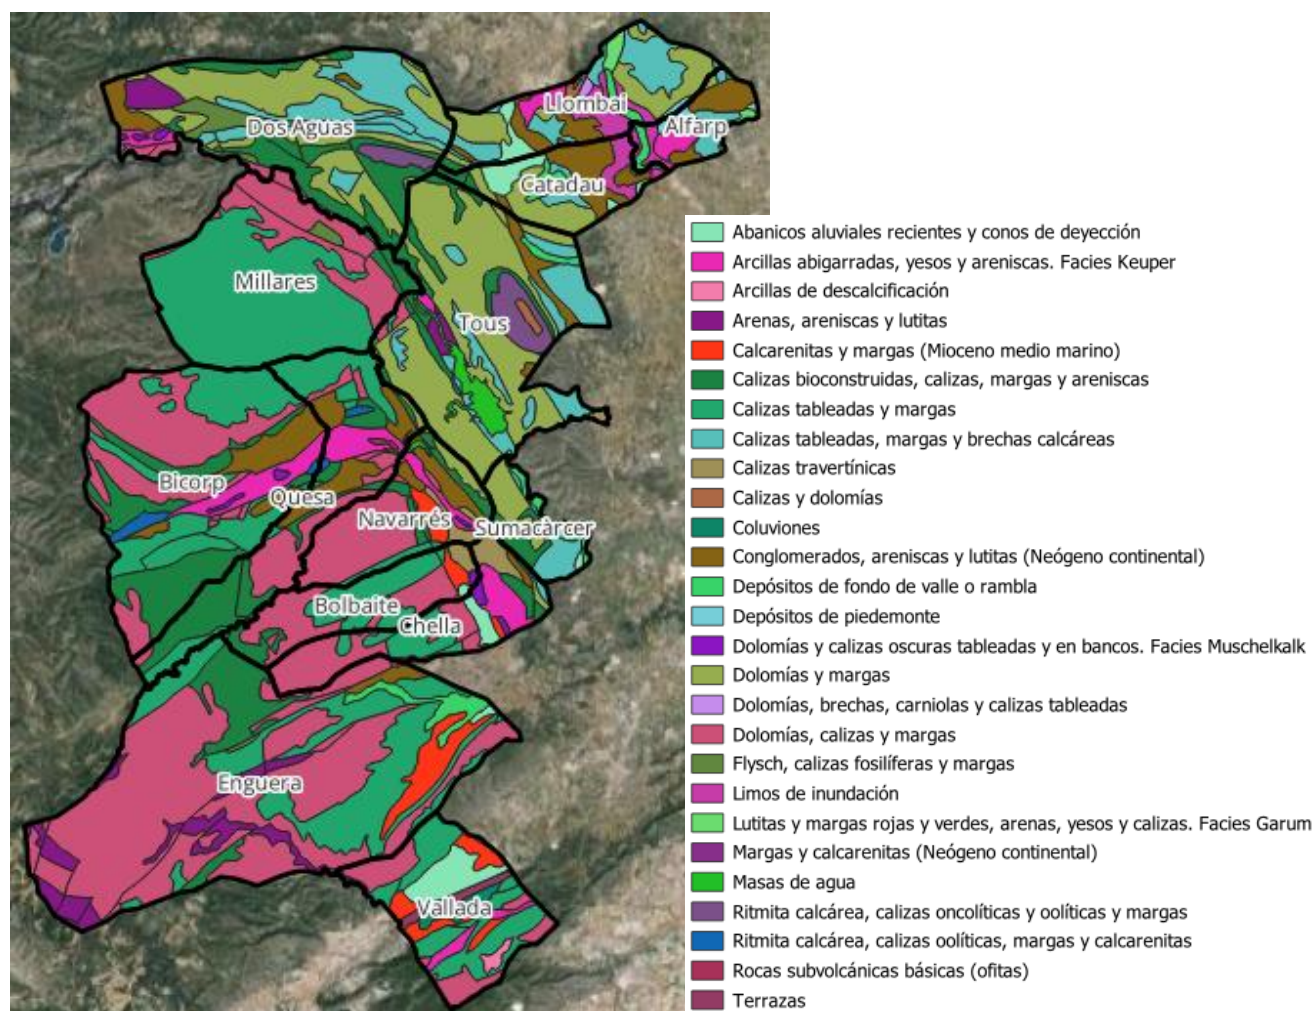 Llombai
Dos Aguas
Alfarp
Catadau
Millares
Tous
Bicorp
Quesa
Navarrés
Sumacàrcer
Bolbaite
Chella
Enguera
Vallada
Abanicos aluviales recientes y conos de deyección
Arcillas abigarradas, yesos y areniscas. Facies Keuper
Arcillas de descalcificación
Arenas, areniscas y lutitas
Calcarenitas y margas (Mioceno medio marino)
Calizas bioconstruidas, calizas, margas y areniscas
Calizas tableadas y margas
Calizas tableadas, margas y brechas calcáreas
Calizas travertínicas
Calizas y dolomías
Coluviones
Conglomerados, areniscas y lutitas (Neógeno continental)
Depósitos de fondo de valle o rambla
Depósitos de piedemonte
Dolomías y calizas oscuras tableadas y en bancos. Facies Muschelkalk
Dolomías y margas
Dolomías, brechas, carniolas y calizas tableadas
Dolomías, calizas y margas
Flysch, calizas fosilíferas y margas
Limos de inundación
Lutitas y margas rojas y verdes, arenas, yesos y calizas. Facies Garum
Margas y calcarenitas (Neógeno continental)
Masas de agua
Ritmita calcárea, calizas oncolíticas y oolíticas y margas
Ritmita calcárea, calizas oolíticas, margas y calcarenitas
Rocas subvolcánicas básicas (ofitas)
Terrazas